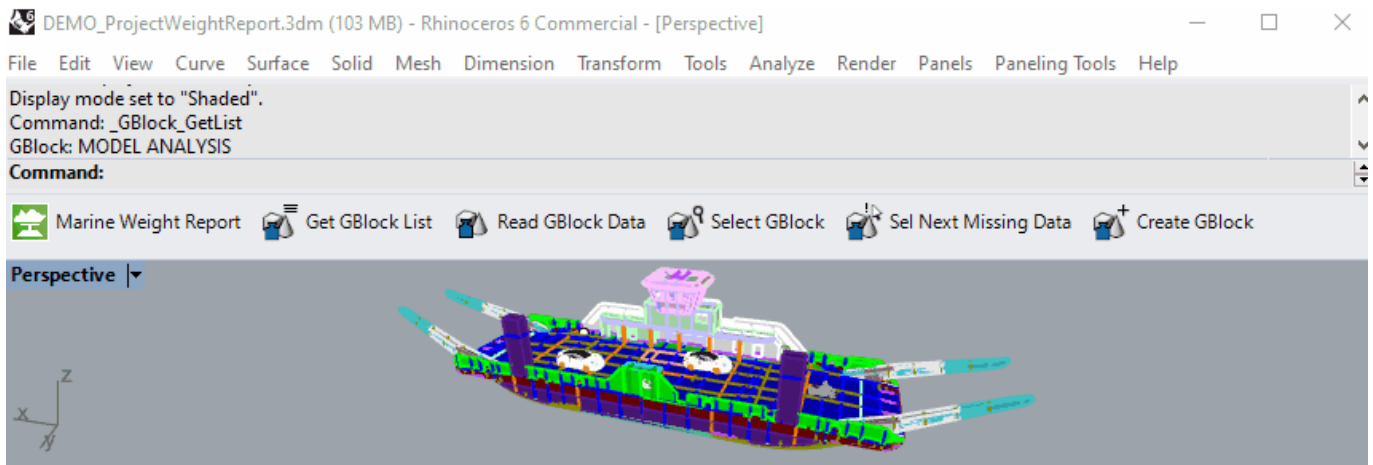 DEMO_ProjectWeightReport.3dm (103 MB) - Rhinoceros 6 Commercial - [Perspective]
File Edit View Curve Surface Solid Mesh Dimension Transform Tools Analyze Render Panels Paneling Tools Help
Display mode set to "Shaded".
Command: _GBlock_GetList
GBlock: MODEL ANALYSIS
Command:
Marine Weight Report Get GBlock List Read GBlock Data Select GBlock Sel Next Missing Data Create GBlock
Perspective
z
x
y